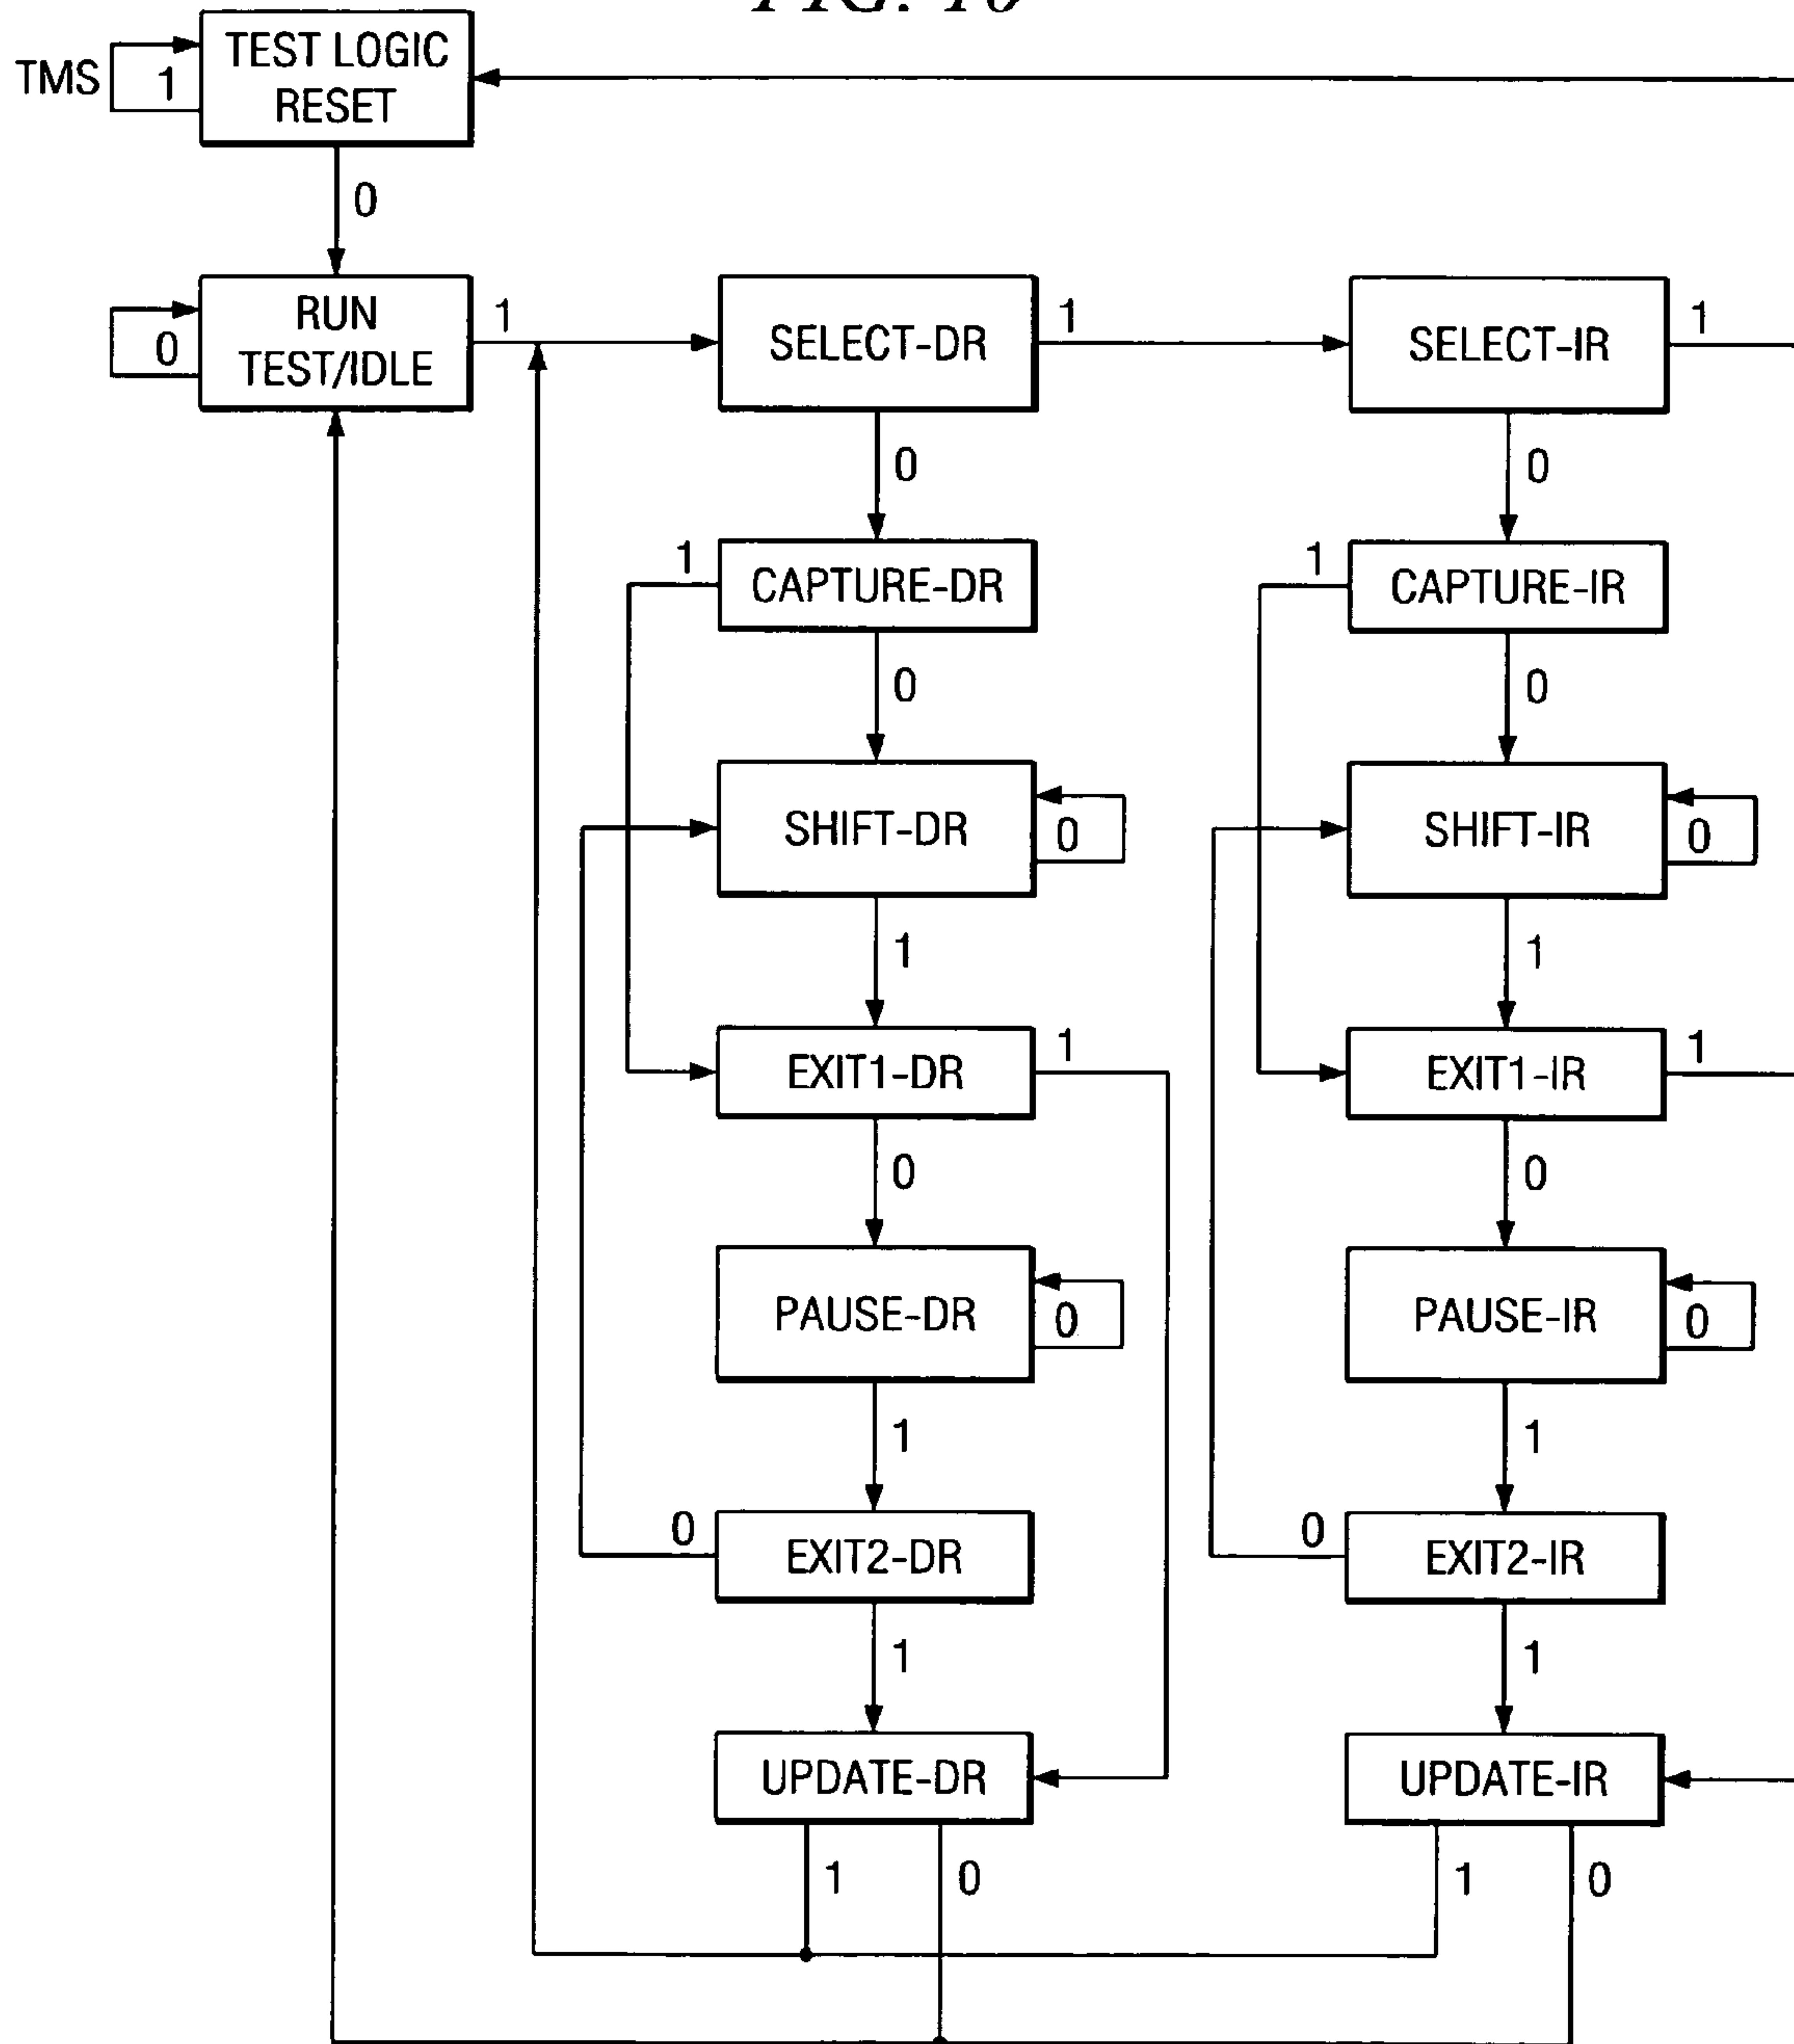 FIG. 10
TEST LOGIC
RESET
TMS
1
0
RUN
TEST/IDLE
0
1
SELECT-DR
1
SELECT-IR
1
0
0
1
CAPTURE-DR
1
CAPTURE-IR
0
0
SHIFT-DR
0
SHIFT-IR
0
1
1
EXIT1-DR
1
EXIT1-IR
1
0
0
PAUSE-DR
0
PAUSE-IR
0
1
1
0
EXIT2-DR
0
EXIT2-IR
1
1
UPDATE-DR
UPDATE-IR
1
0
1
0